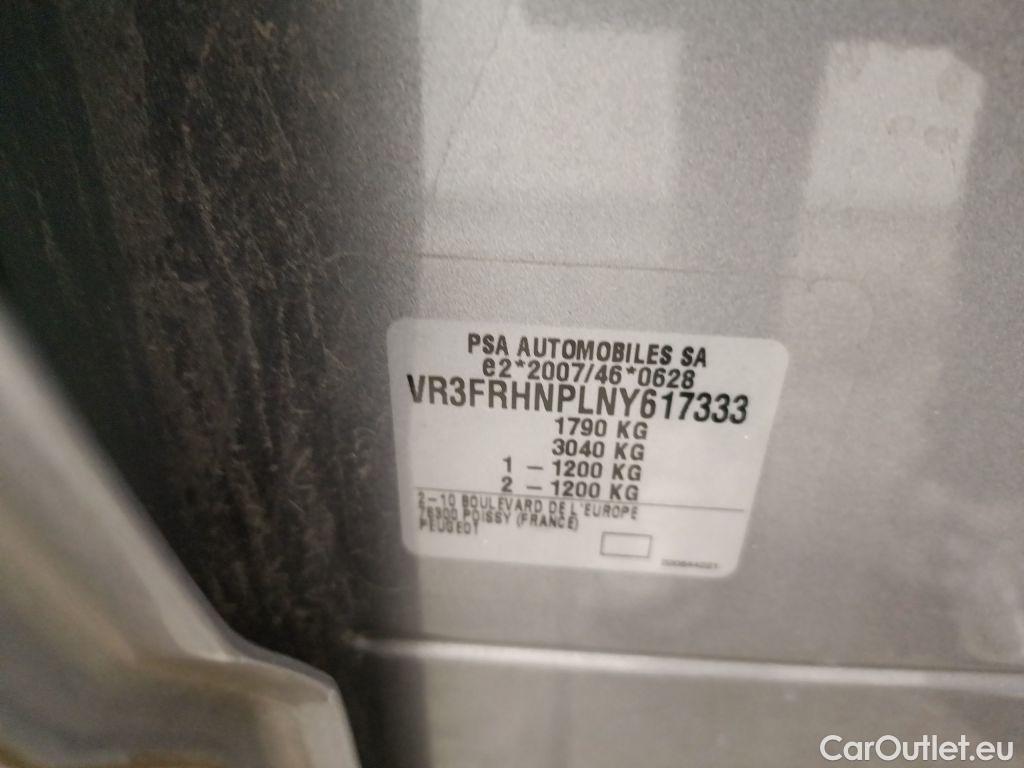 PSA AUTOMOBILES SA
e2*2007/46*0628
VR3FRHNPLNY617333
1790 KG
3040 KG
1 - 1200 KG
2 - 1200 KG
2-10 BOULEVARD DE L'EUROPE
78300 POISSY (FRANCE)
PEUGEOT
CarOutlet.eu